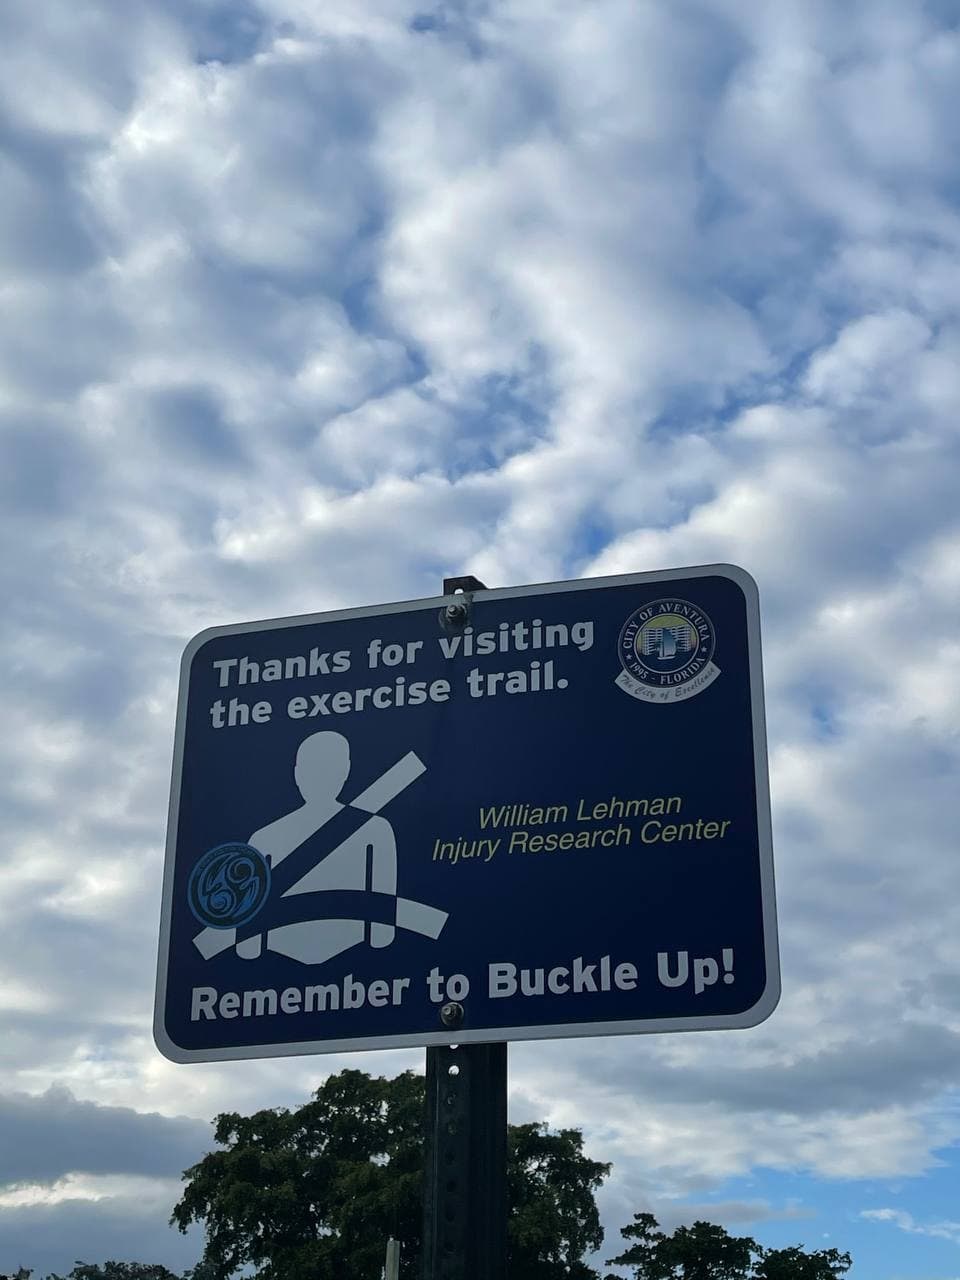 Thanks for visiting
the exercise trail.
CITY OF AVENTURA
1995 - FLORIDA
The City of Excellence
William Lehman
Injury Research Center
Remember to Buckle Up!